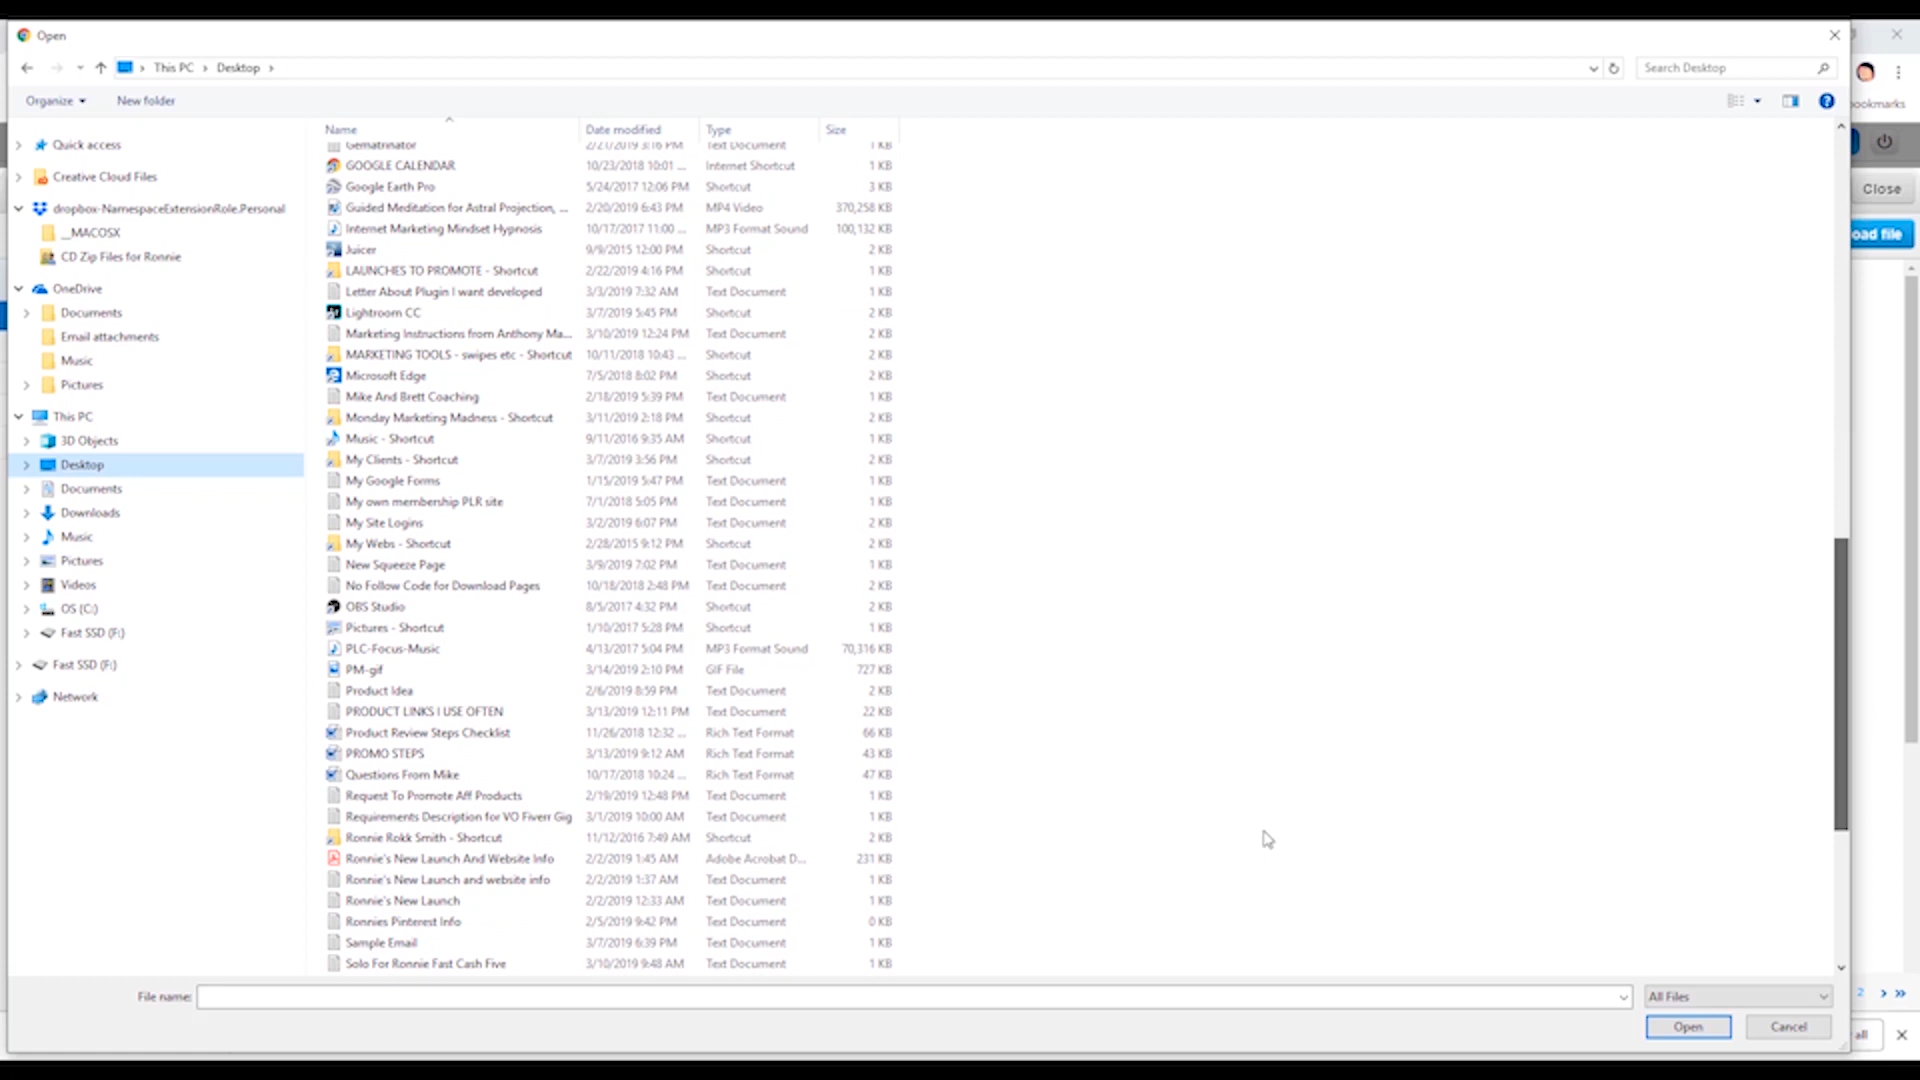 Open
This PC > Desktop >
Search Desktop
Organize
New folder
ookmarks
Close
oad file
Quick access
Creative Cloud Files
dropbox-NamespaceExtensionRole.Personal
__MACOSX
CD Zip Files for Ronnie
OneDrive
Documents
Email attachments
Music
Pictures
This PC
3D Objects
Desktop
Documents
Downloads
Music
Pictures
Videos
OS (C:)
Fast SSD (F:)
Fast SSD (F:)
Network
Name Date modified Type Size
Gematrinator 2/21/2019 3:16 PM Text Document 1 KB
GOOGLE CALENDAR 10/23/2018 10:01 ... Internet Shortcut 1 KB
Google Earth Pro 5/24/2017 12:06 PM Shortcut 3 KB
Guided Meditation for Astral Projection, ... 2/20/2019 6:43 PM MP4 Video 370,258 KB
Internet Marketing Mindset Hypnosis 10/17/2017 11:00 ... MP3 Format Sound 100,132 KB
Juicer 9/9/2015 12:00 PM Shortcut 2 KB
LAUNCHES TO PROMOTE - Shortcut 2/22/2019 4:16 PM Shortcut 1 KB
Letter About Plugin I want developed 3/3/2019 7:32 AM Text Document 1 KB
Lightroom CC 3/7/2019 5:45 PM Shortcut 2 KB
Marketing Instructions from Anthony Ma... 3/10/2019 12:24 PM Text Document 2 KB
MARKETING TOOLS - swipes etc - Shortcut 10/11/2018 10:43 ... Shortcut 2 KB
Microsoft Edge 7/5/2018 8:02 PM Shortcut 2 KB
Mike And Brett Coaching 2/18/2019 5:39 PM Text Document 1 KB
Monday Marketing Madness - Shortcut 3/11/2019 2:18 PM Shortcut 2 KB
Music - Shortcut 9/11/2016 9:35 AM Shortcut 1 KB
My Clients - Shortcut 3/7/2019 3:56 PM Shortcut 2 KB
My Google Forms 1/15/2019 5:47 PM Text Document 1 KB
My own membership PLR site 7/1/2018 5:05 PM Text Document 1 KB
My Site Logins 3/2/2019 6:07 PM Text Document 2 KB
My Webs - Shortcut 2/28/2015 9:12 PM Shortcut 2 KB
New Squeeze Page 3/9/2019 7:02 PM Text Document 1 KB
No Follow Code for Download Pages 10/18/2018 2:48 PM Text Document 2 KB
OBS Studio 8/5/2017 4:32 PM Shortcut 2 KB
Pictures - Shortcut 1/10/2017 5:28 PM Shortcut 1 KB
PLC-Focus-Music 4/13/2017 5:04 PM MP3 Format Sound 70,316 KB
PM-gif 3/14/2019 2:10 PM GIF File 727 KB
Product Idea 2/6/2019 8:59 PM Text Document 2 KB
PRODUCT LINKS I USE OFTEN 3/13/2019 12:11 PM Text Document 22 KB
Product Review Steps Checklist 11/26/2018 12:32 ... Rich Text Format 66 KB
PROMO STEPS 3/13/2019 9:12 AM Rich Text Format 43 KB
Questions From Mike 10/17/2018 10:24 ... Rich Text Format 47 KB
Request To Promote Aff Products 2/19/2019 12:48 PM Text Document 1 KB
Requirements Description for VO Fiverr Gig 3/1/2019 10:00 AM Text Document 1 KB
Ronnie Rokk Smith - Shortcut 11/12/2016 7:49 AM Shortcut 2 KB
Ronnie's New Launch And Website Info 2/2/2019 1:45 AM Adobe Acrobat D... 231 KB
Ronnie's New Launch and website info 2/2/2019 1:37 AM Text Document 1 KB
Ronnie's New Launch 2/2/2019 12:33 AM Text Document 1 KB
Ronnies Pinterest Info 2/5/2019 9:42 PM Text Document 0 KB
Sample Email 3/7/2019 6:39 PM Text Document 1 KB
Solo For Ronnie Fast Cash Five 3/10/2019 9:48 AM Text Document 1 KB
File name:
All Files
2 > »
Open
Cancel
all